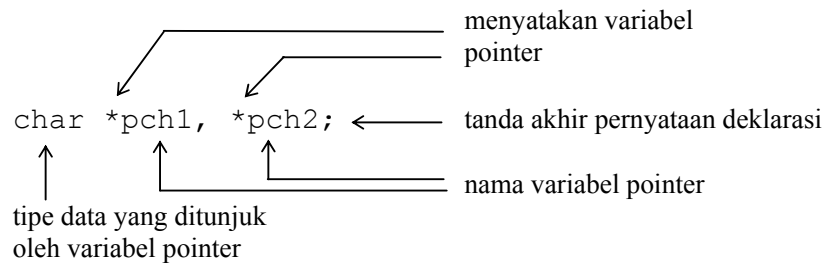 menyatakan variabel
pointer
char *pch1, *pch2;
tanda akhir pernyataan deklarasi
nama variabel pointer
tipe data yang ditunjuk
oleh variabel pointer